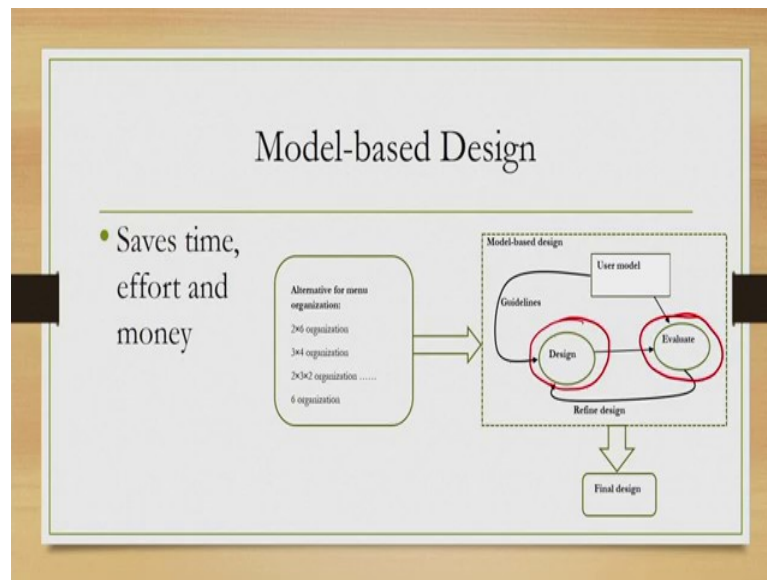 Model-based Design
• Saves time,
effort and
money
Alternative for menu
organization:
2×6 organization
3×4 organization
2×3×2 organization ......
6 organization
Model-based design
User model
Guidelines
Design
Evaluate
Refine design
Final design